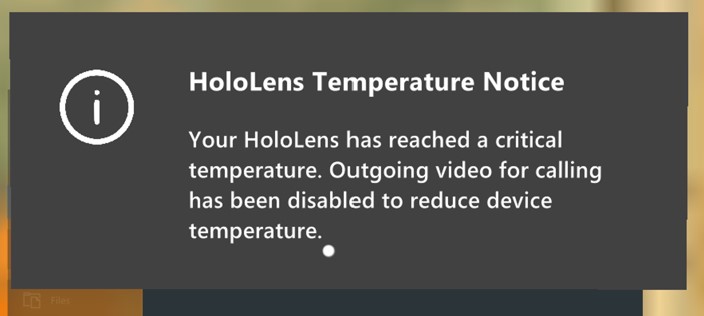 HoloLens Temperature Notice
Your HoloLens has reached a critical
temperature. Outgoing video for calling
has been disabled to reduce device
temperature.
Files